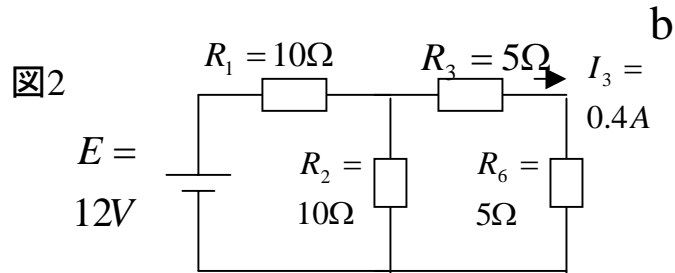 b
R₁ = 10Ω
R₃ = 5Ω
I₃ =
0.4A
図2
E =
12V
R₂ =
10Ω
R₆ =
5Ω